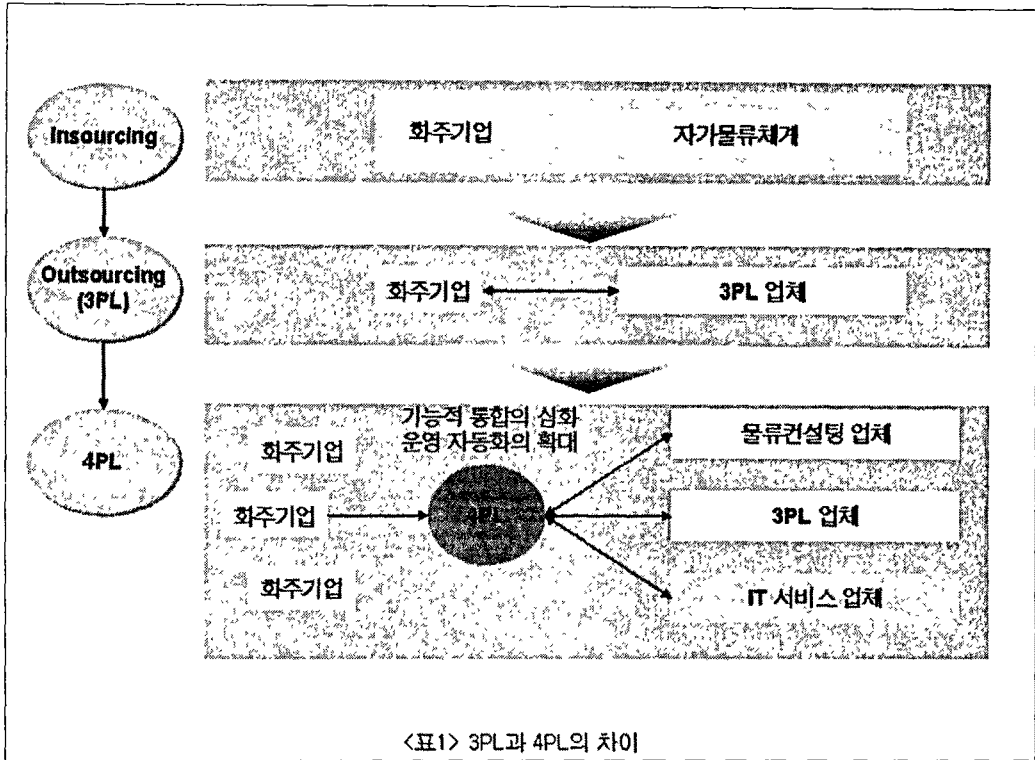 Insourcing
화주기업
자가물류체계
Outsourcing
(3PL)
화주기업
3PL 업체
4PL
기능적 통합의 심화
운영 자동화의 확대
화주기업
화주기업
화주기업
4PL
물류컨설팅 업체
3PL 업체
IT 서비스 업체
<표1> 3PL과 4PL의 차이